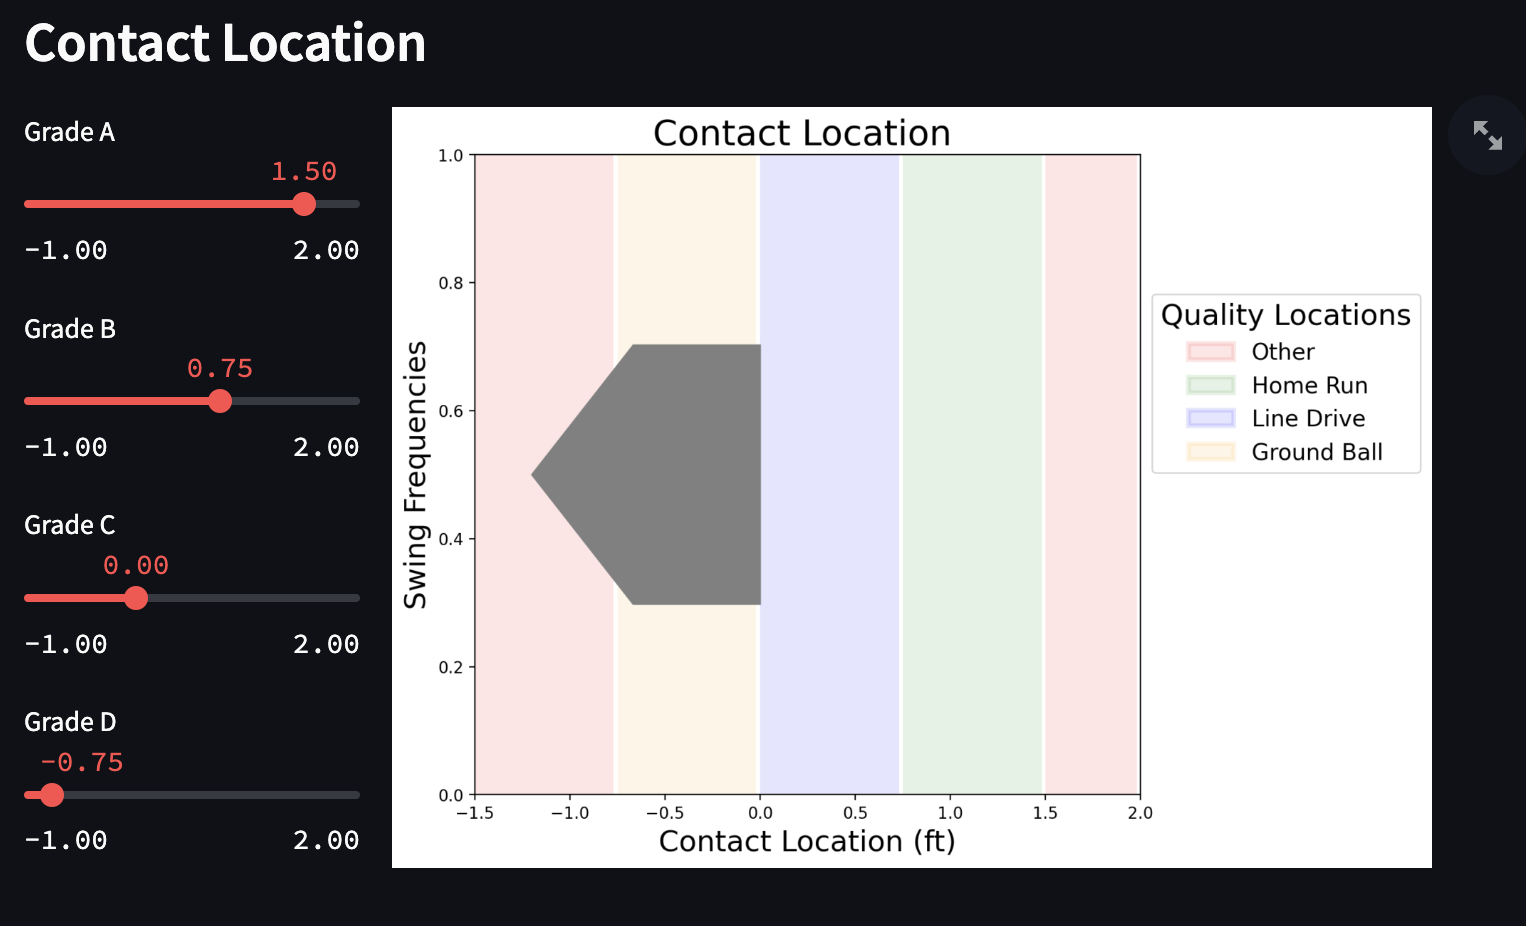 Contact Location
Grade A
1.50
−1.00 2.00
Grade B
0.75
−1.00 2.00
Grade C
0.00
−1.00 2.00
Grade D
−0.75
−1.00 2.00
Contact Location
1.0
0.8
0.6
0.4
0.2
0.0
Swing Frequencies
−1.5 −1.0 −0.5 0.0 0.5 1.0 1.5 2.0
Contact Location (ft)
Quality Locations
Other
Home Run
Line Drive
Ground Ball